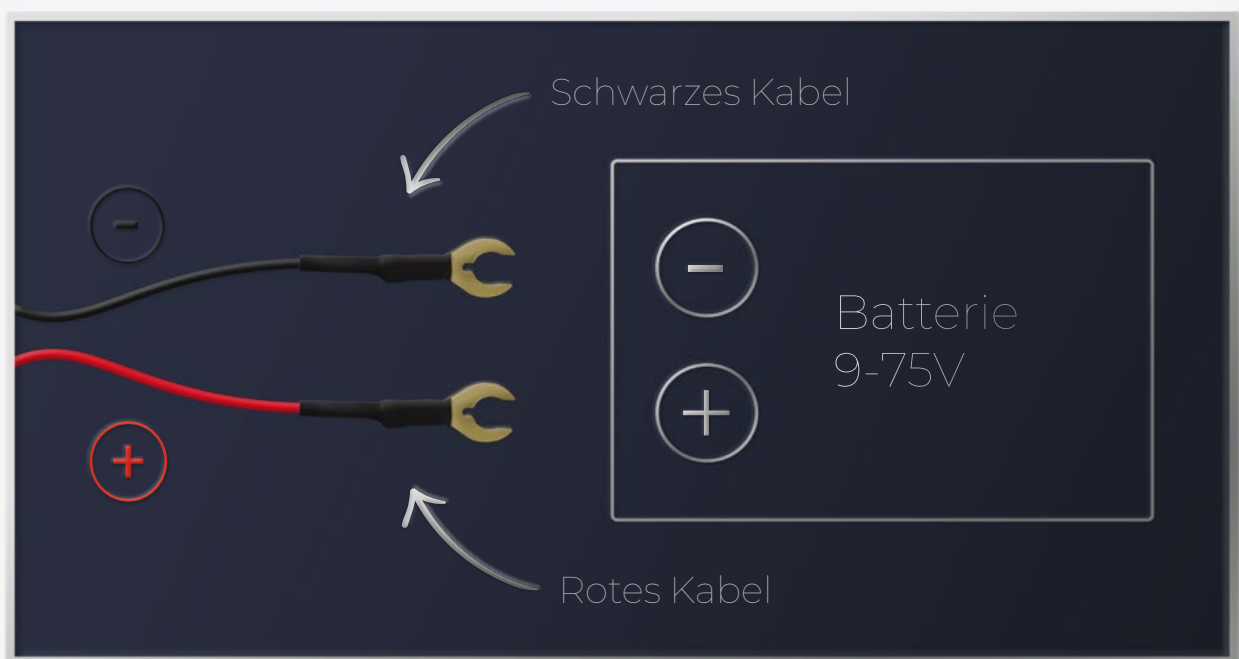 Schwarzes Kabel
-
-
Batterie
9-75V
+
+
Rotes Kabel